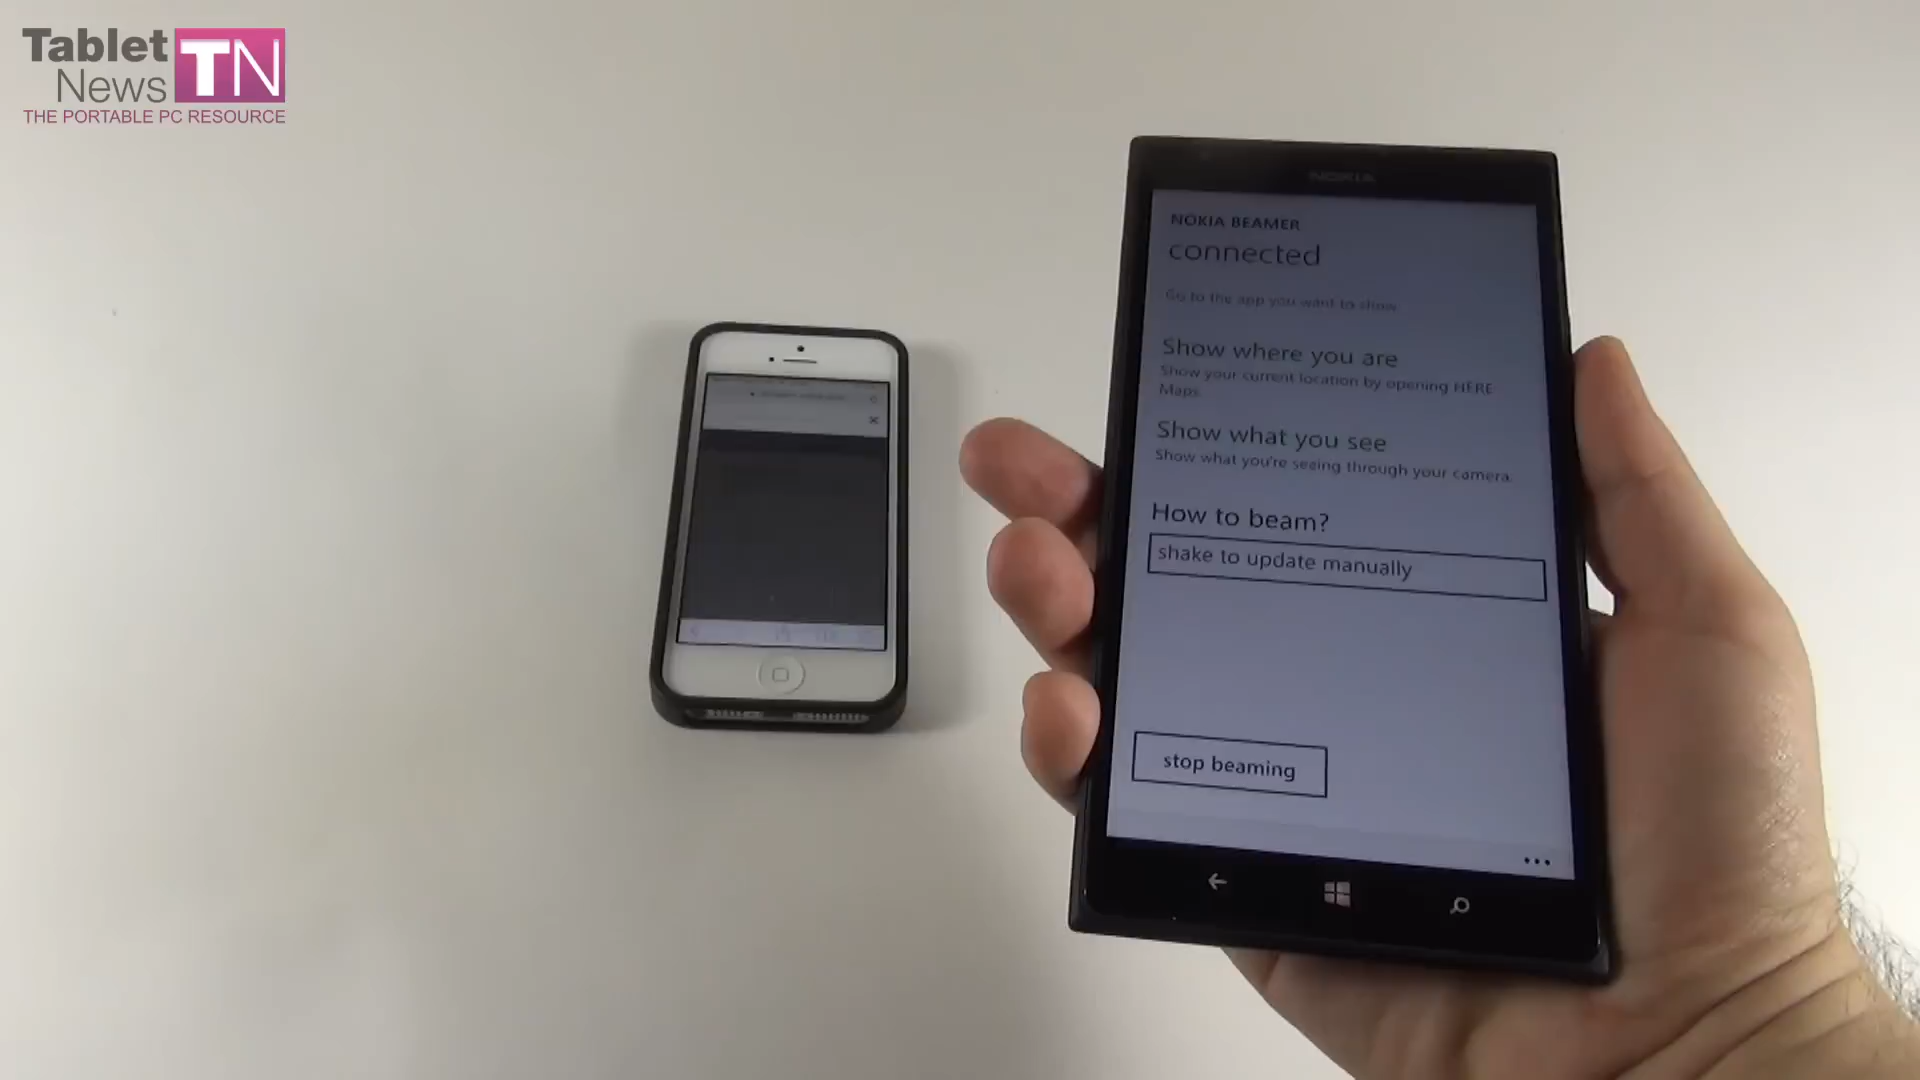 Tablet
News TN
THE PORTABLE PC RESOURCE
NOKIA
NOKIA BEAMER
connected
Go to the app you want to show
Show where you are
Show your current location by opening HERE
Maps.
Show what you see
Show what you're seeing through your camera.
How to beam?
shake to update manually
stop beaming